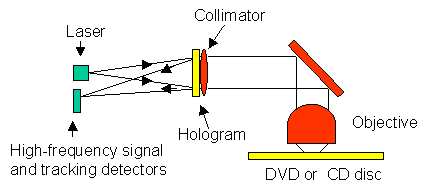 Collimator
Laser
Hologram
Objective
High-frequency signal
and tracking detectors
DVD or CD disc